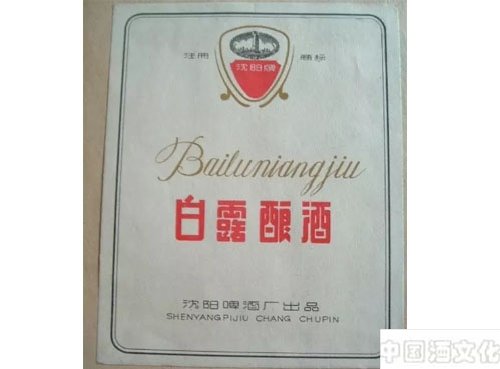 注册 商标
沈阳牌
Bailuniangjiu
白露酿酒
沈阳啤酒厂出品
SHENYANGPIJIU CHANG CHUPIN
中国酒文化